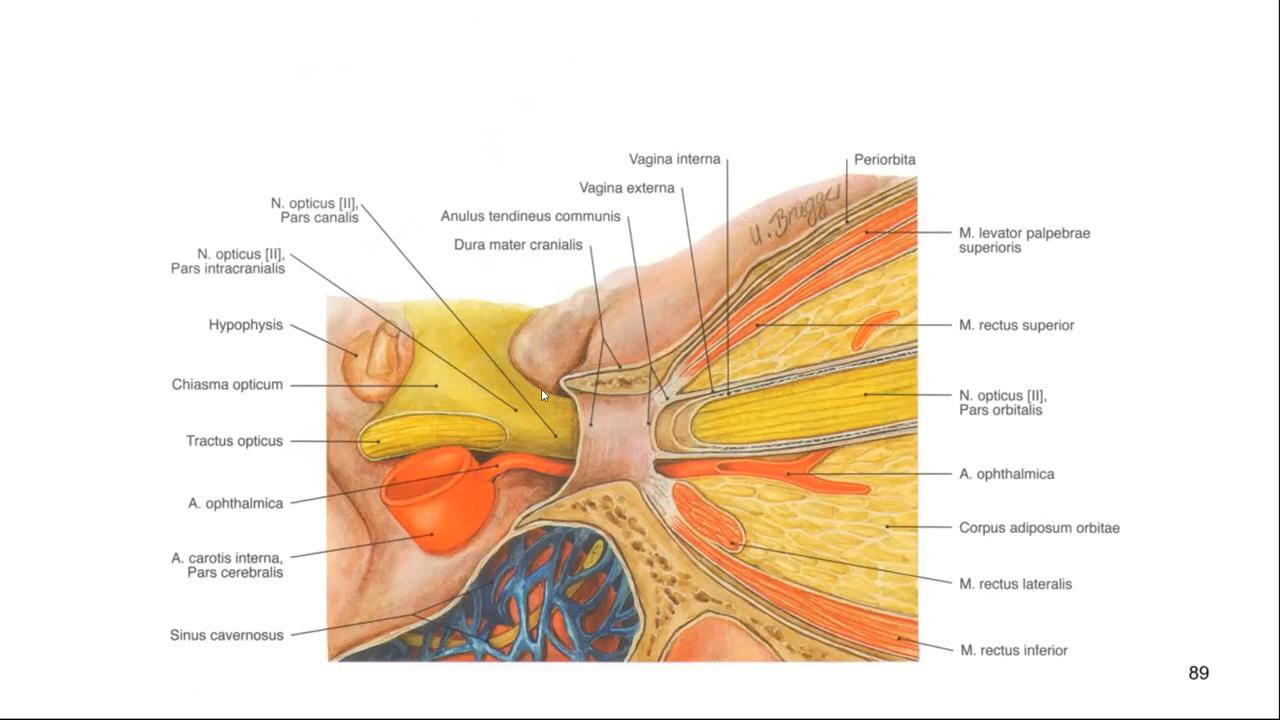 Vagina interna
Periorbita
Vagina externa
N. opticus [II],
Pars canalis
Anulus tendineus communis
Dura mater cranialis
M. levator palpebrae
superioris
N. opticus [II],
Pars intracranialis
Hypophysis
M. rectus superior
Chiasma opticum
N. opticus [II],
Pars orbitalis
Tractus opticus
A. ophthalmica
A. ophthalmica
Corpus adiposum orbitae
A. carotis interna,
Pars cerebralis
M. rectus lateralis
Sinus cavernosus
M. rectus inferior
U. Brugger
89